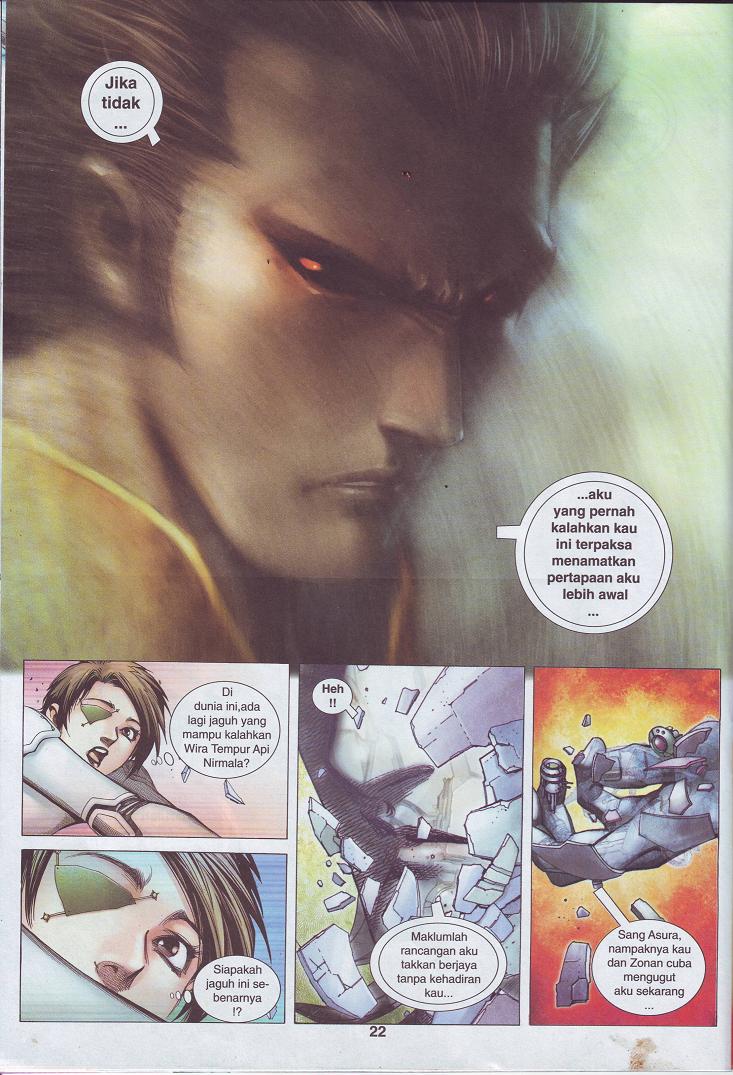 Jika
tidak
...
...aku
yang pernah
kalahkan kau
ini terpaksa
menamatkan
pertapaan aku
lebih awal
...
Di
dunia ini,ada
lagi jaguh yang
mampu kalahkan
Wira Tempur Api
Nirmala?
Siapakah
jaguh ini se-
benarnya
!?
Heh
!!
Maklumlah
rancangan aku
takkan berjaya
tanpa kehadiran
kau...
Sang Asura,
nampaknya kau
dan Zonan cuba
mengugut
aku sekarang
...
22